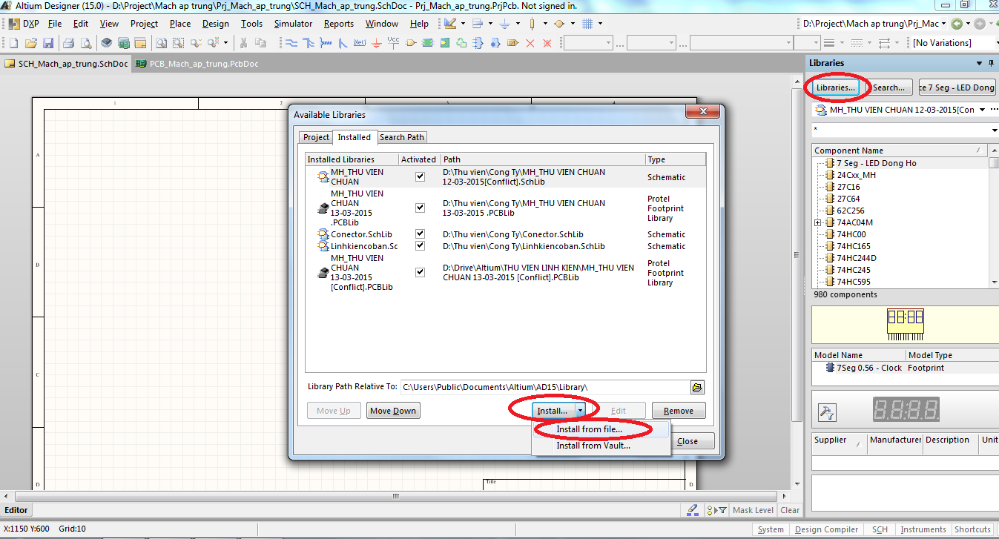 Altium Designer (15.0) - D:\Project\Mach ap trung\Prj_Mach_ap_trung\SCH_Mach_ap_trung.SchDoc - Prj_Mach_ap_trung.PrjPcb. Not signed in.
DXP File Edit View Project Place Design Tools Simulator Reports Window Help
D:\Project\Mach ap trung\Prj_Mac
Net VCC
[No Variations]
SCH_Mach_ap_trung.SchDoc PCB_Mach_ap_trung.PcbDoc
Libraries
Libraries... Search... ce 7 Seg - LED Dong
MH_THU VIEN CHUAN 12-03-2015[Con
*
Component Name
7 Seg - LED Dong Ho
24Cxx_MH
27C16
27C64
62C256
74AC04M
74HC00
74HC165
74HC244D
74HC245
74HC595
980 components
Model Name Model Type
7Seg 0.56 - Clock Footprint
Supplier Manufacturer Description Unit
1 2 3 4
A
B
C
D D
Title
Available Libraries
Project Installed Search Path
Installed Libraries Activated Path Type
MH_THU VIEN
CHUAN
D:\Thu vien\Cong Ty\MH_THU VIEN CHUAN
12-03-2015[Conflict].SchLib
Schematic
MH_THU VIEN
CHUAN
13-03-2015
.PCBLib
D:\Thu vien\Cong Ty\MH_THU VIEN CHUAN
13-03-2015 .PCBLib
Protel
Footprint
Library
Conector.SchLib D:\Thu vien\Cong Ty\Conector.SchLib Schematic
Linhkiencoban.Sc D:\Thu vien\Cong Ty\Linhkiencoban.SchLib Schematic
MH_THU VIEN
CHUAN
13-03-2015
[Conflict].PCBLib
D:\Drive\Altium\THU VIEN LINH KIEN\MH_THU VIEN
CHUAN 13-03-2015 [Conflict].PCBLib
Protel
Footprint
Library
Library Path Relative To: C:\Users\Public\Documents\Altium\AD15\Library\
Move Up Move Down Install... Edit Remove
Install from file...
Install from Vault...
Close
Editor
Mask Level Clear
X:1150 Y:600 Grid:10
System Design Compiler SCH Instruments Shortcuts